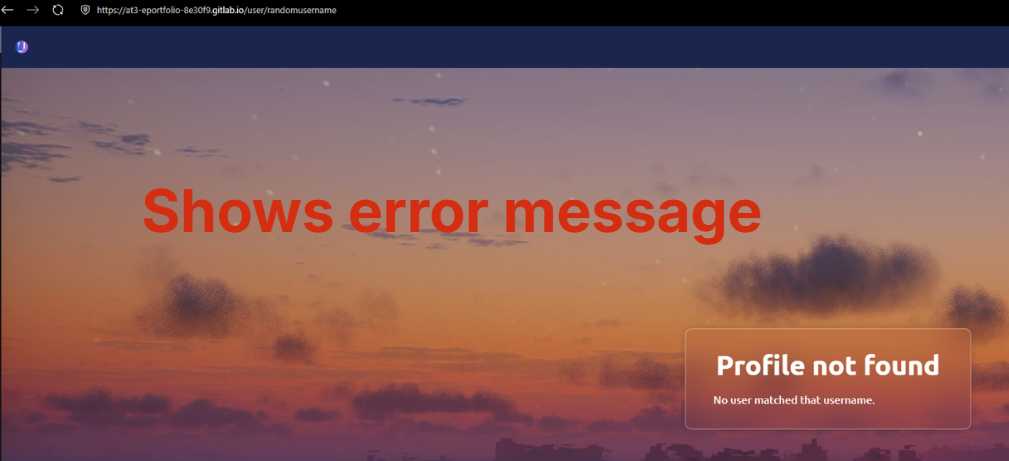 https://at3-eportfolio-8e30f9.gitlab.io/user/randomusername
Shows error message
Profile not found
No user matched that username.